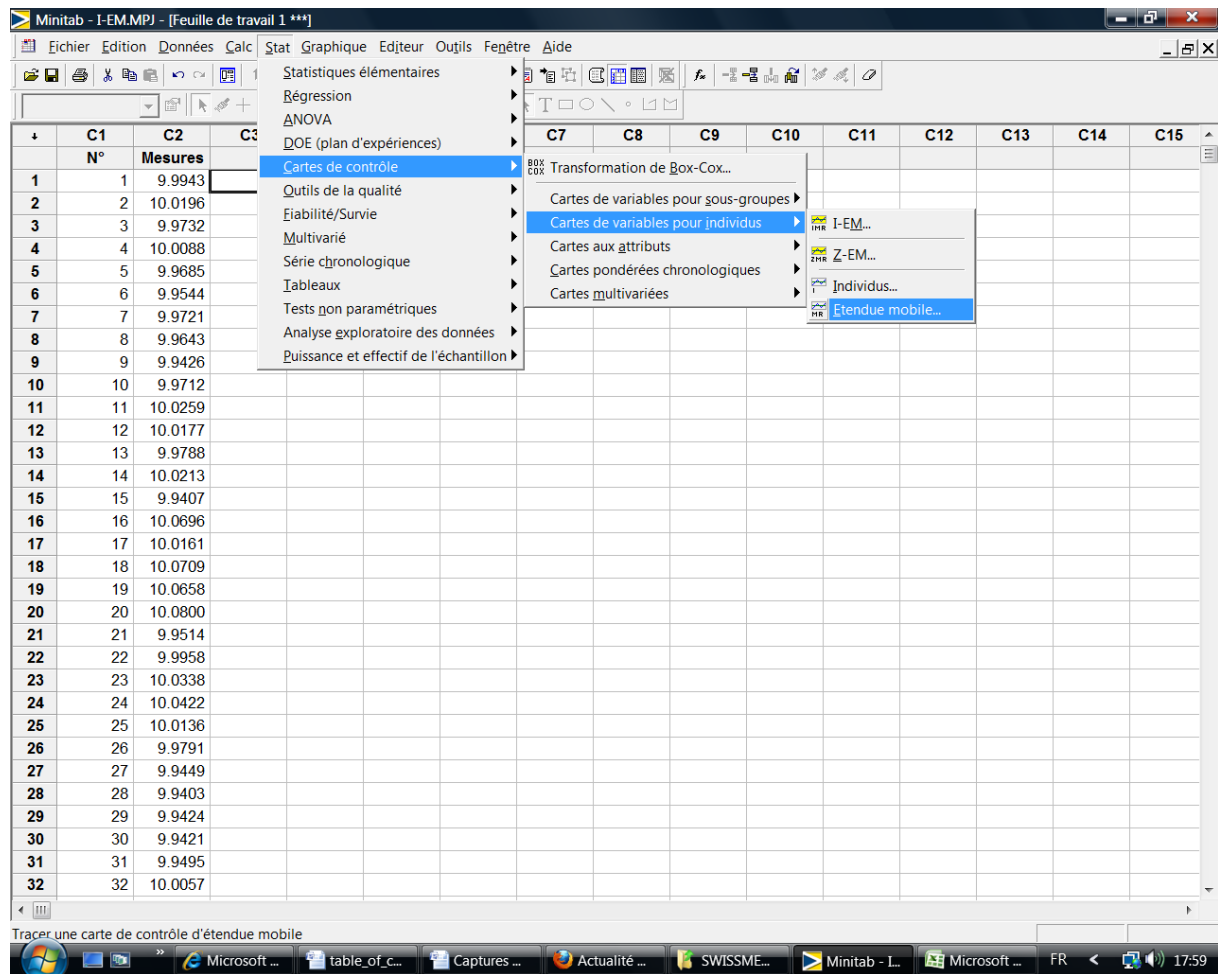 Minitab - I-EM.MPJ - [Feuille de travail 1 ***]
Fichier Edition Données Calc Stat Graphique Editeur Outils Fenêtre Aide
Statistiques élémentaires
Régression
ANOVA
DOE (plan d'expériences)
Cartes de contrôle
Outils de la qualité
Fiabilité/Survie
Multivarié
Série chronologique
Tableaux
Tests non paramétriques
Analyse exploratoire des données
Puissance et effectif de l'échantillon
BOX COX Transformation de Box-Cox...
Cartes de variables pour sous-groupes
Cartes de variables pour individus
Cartes aux attributs
Cartes pondérées chronologiques
Cartes multivariées
IMR I-EM...
ZMR Z-EM...
I Individus...
MR Etendue mobile...
C1 C2 C3 C7 C8 C9 C10 C11 C12 C13 C14 C15
N° Mesures
1 1 9.9943
2 2 10.0196
3 3 9.9732
4 4 10.0088
5 5 9.9685
6 6 9.9544
7 7 9.9721
8 8 9.9643
9 9 9.9426
10 10 9.9712
11 11 10.0259
12 12 10.0177
13 13 9.9788
14 14 10.0213
15 15 9.9407
16 16 10.0696
17 17 10.0161
18 18 10.0709
19 19 10.0658
20 20 10.0800
21 21 9.9514
22 22 9.9958
23 23 10.0338
24 24 10.0422
25 25 10.0136
26 26 9.9791
27 27 9.9449
28 28 9.9403
29 29 9.9424
30 30 9.9421
31 31 9.9495
32 32 10.0057
Tracer une carte de contrôle d'étendue mobile
Microsoft ... table_of_c... Captures ... Actualité ... SWISSME... Minitab - I... Microsoft ... FR 17:59